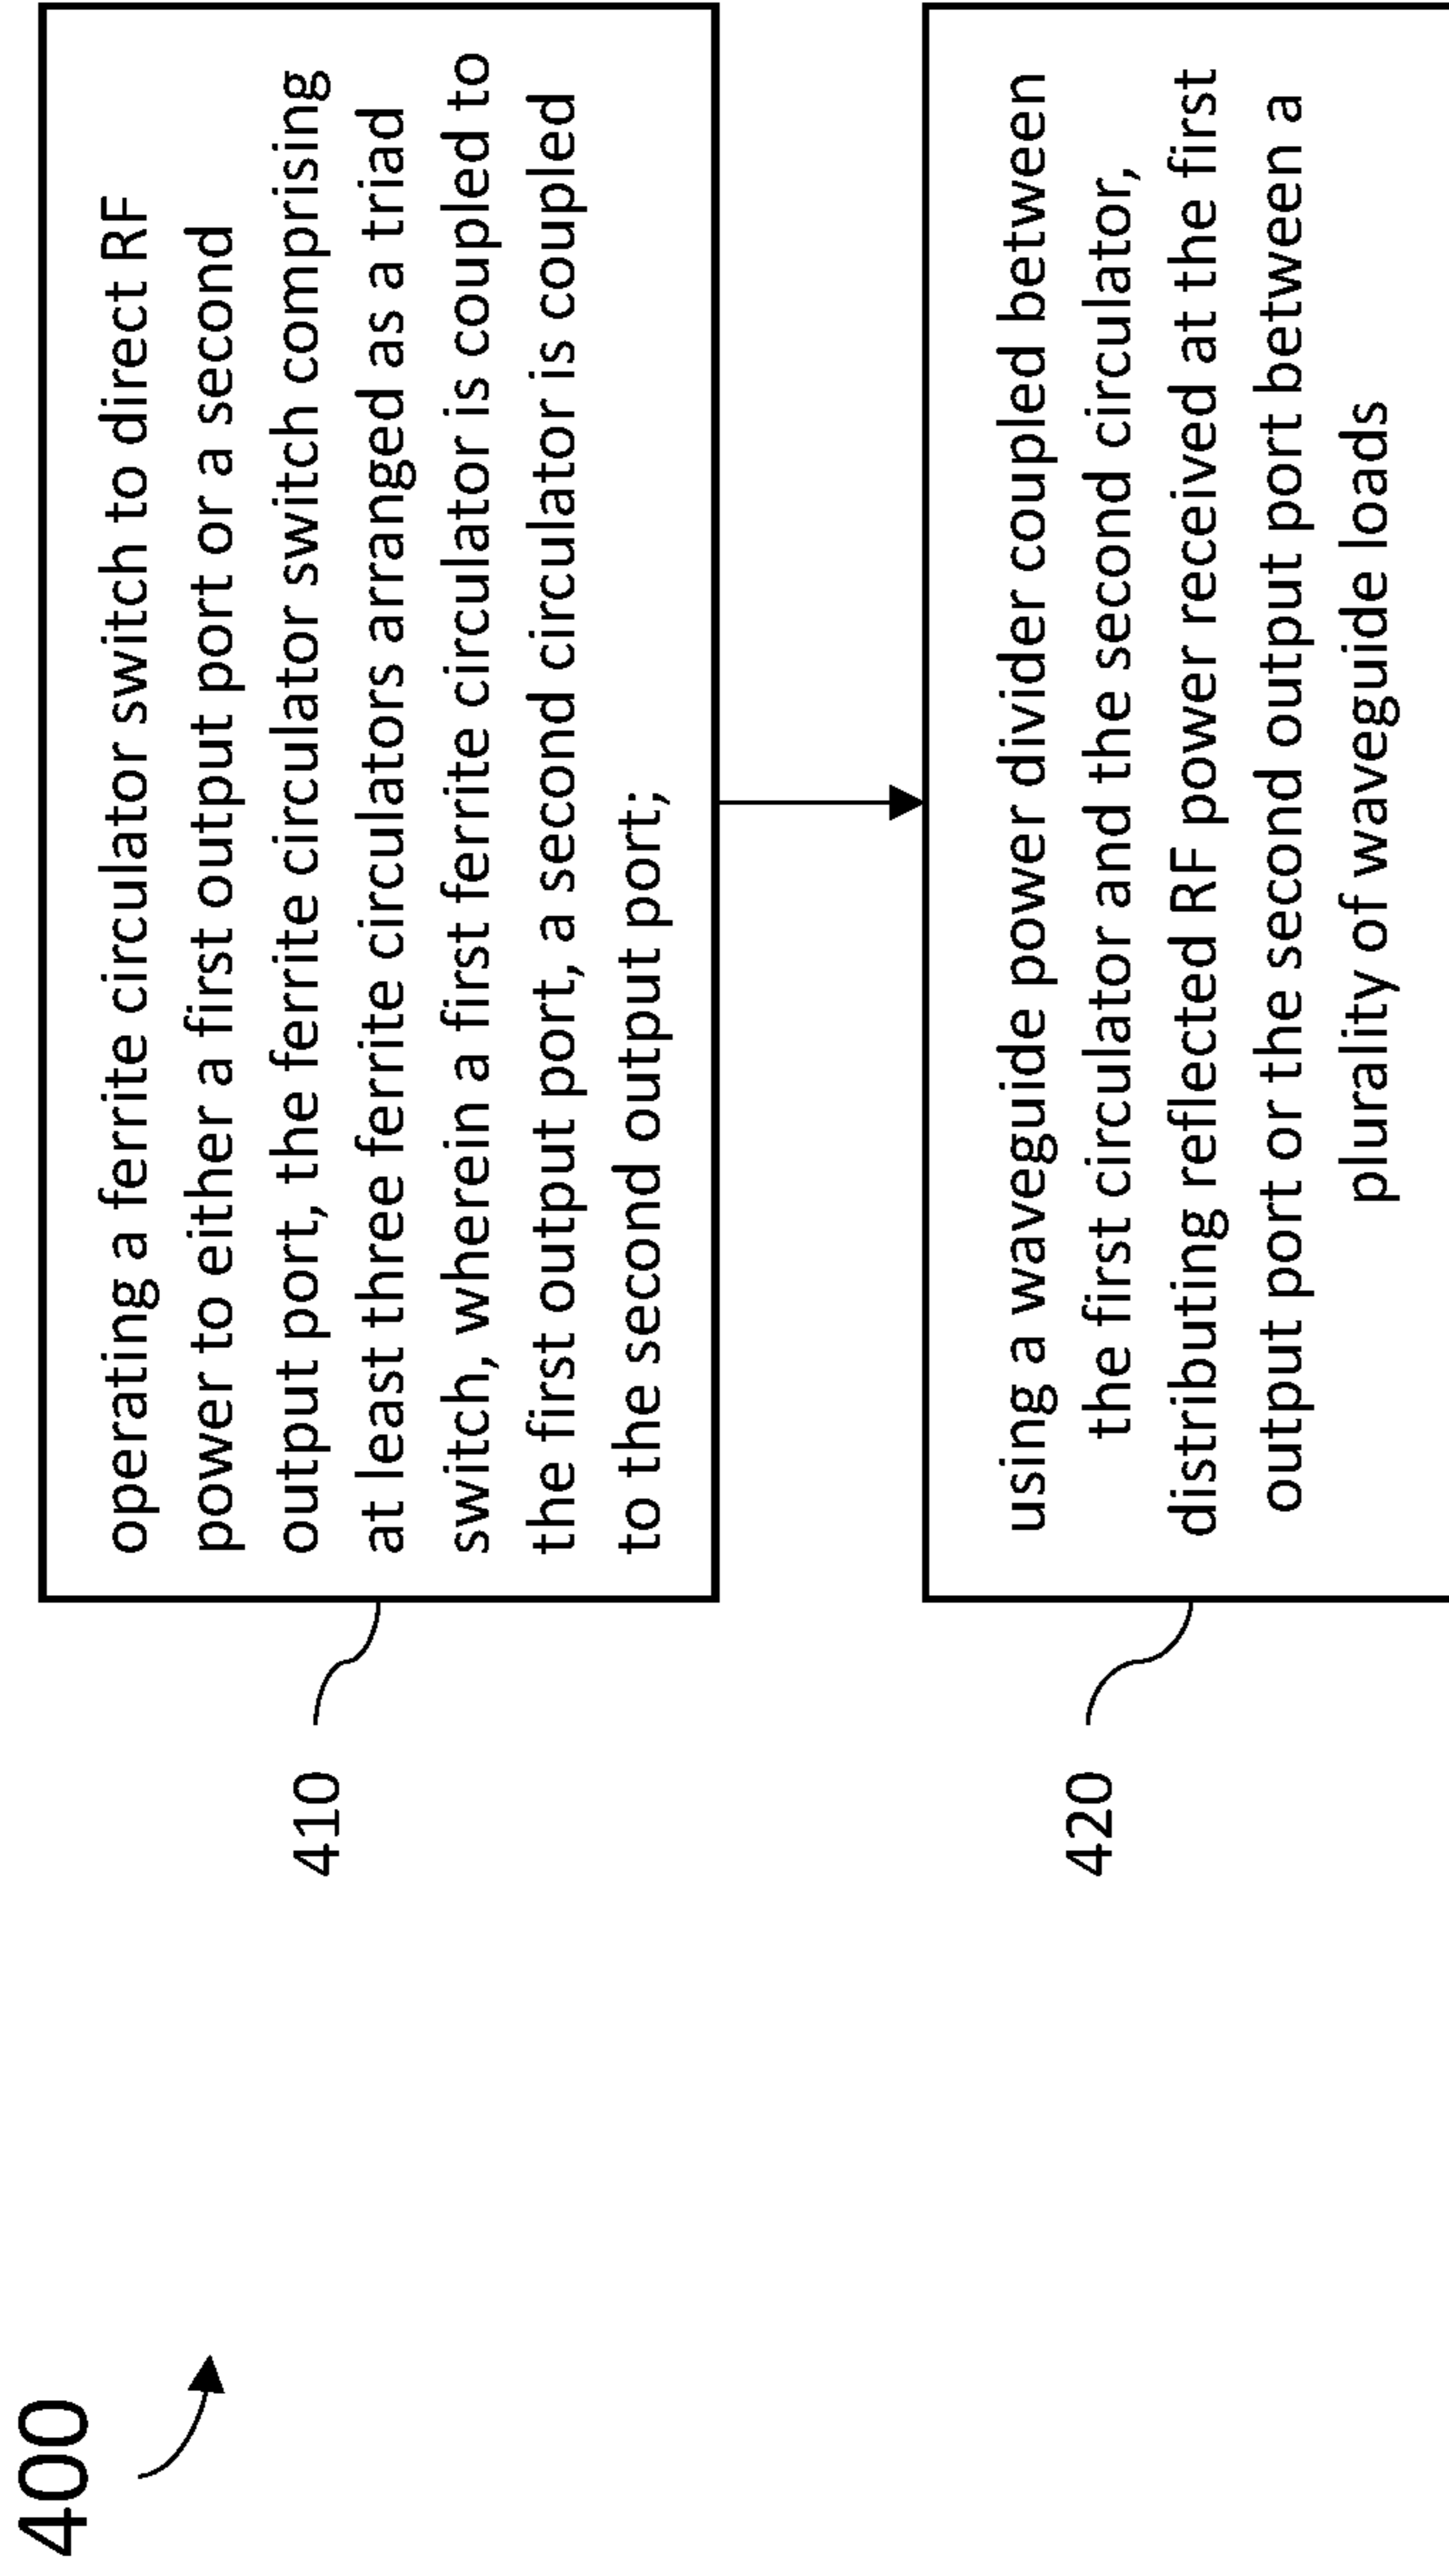 400
410
operating a ferrite circulator switch to direct RF
power to either a first output port or a second
output port, the ferrite circulator switch comprising
at least three ferrite circulators arranged as a triad
switch, wherein a first ferrite circulator is coupled to
the first output port, a second circulator is coupled
to the second output port;
420
using a waveguide power divider coupled between
the first circulator and the second circulator,
distributing reflected RF power received at the first
output port or the second output port between a
plurality of waveguide loads